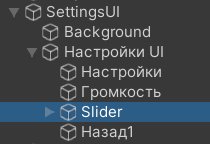 SettingsUI
Background
Настройки UI
Настройки
Громкость
Slider
Назад1